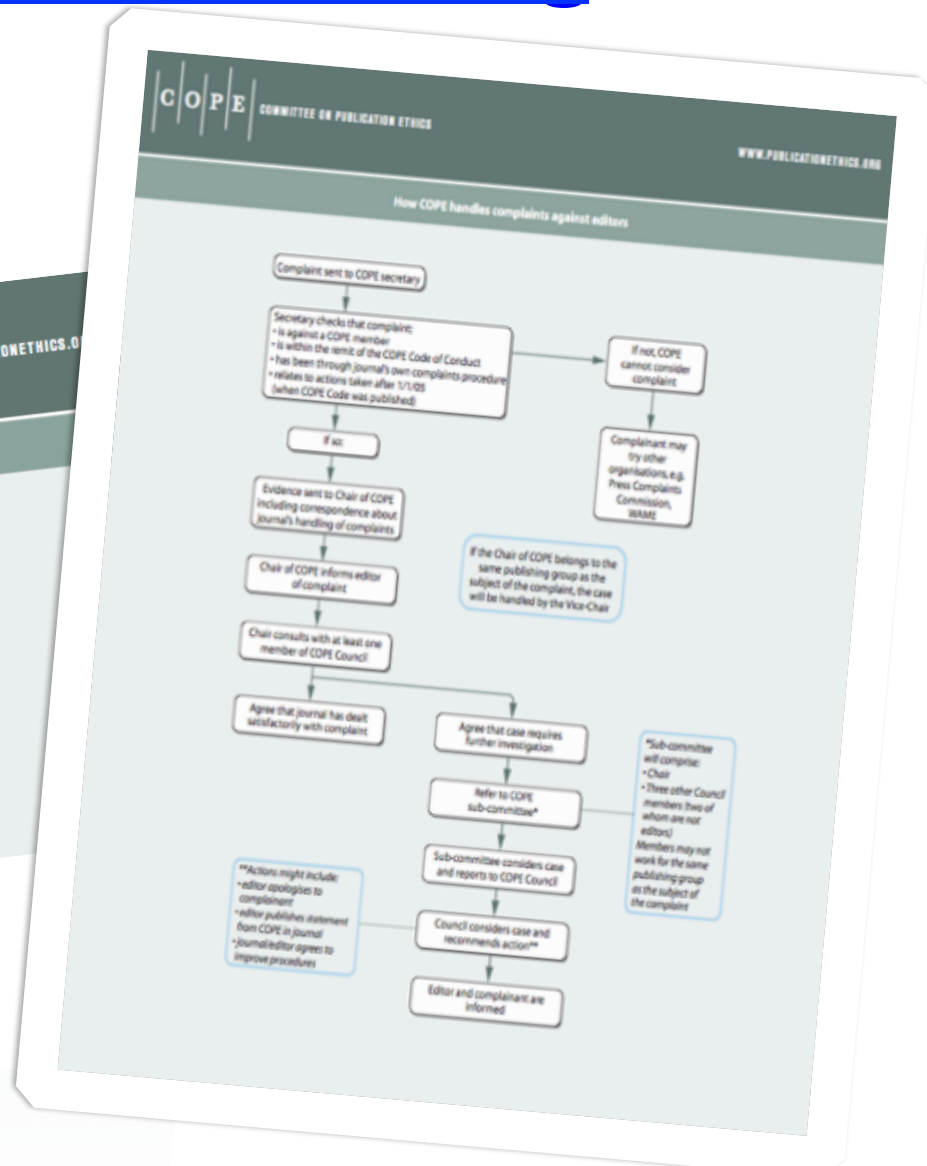 COPE COMMITTEE ON PUBLICATION ETHICS
WWW.PUBLICATIONETHICS.ORG
How COPE handles complaints against editors
Complaint sent to COPE secretary
Secretary checks that complaint:
• is against a COPE member
• is within the remit of the COPE Code of Conduct
• has been through journal's own complaints procedure
• relates to actions taken after 1/1/05
(when COPE Code was published)
If not, COPE
cannot consider
complaint
Complainant may
try other
organisations, e.g.
Press Complaints
Commission,
WAME
If so:
Evidence sent to Chair of COPE
including correspondence about
journal's handling of complaints
If the Chair of COPE belongs to the
same publishing group as the
subject of the complaint, the case
will be handled by the Vice-Chair
Chair of COPE informs editor
of complaint
Chair consults with at least one
member of COPE Council
Agree that journal has dealt
satisfactorily with complaint
Agree that case requires
further investigation
Refer to COPE
sub-committee*
*Sub-committee
will comprise:
• Chair
• Three other Council
members (two of
whom are not
editors)
Members may not
work for the same
publishing group
as the subject of
the complaint
Sub-committee considers case
and reports to COPE Council
**Actions might include:
• editor apologises to
complainant
• editor publishes statement
from COPE in journal
• journal/editor agrees to
improve procedures
Council considers case and
recommends action**
Editor and complainant are
informed
ONETHICS.O